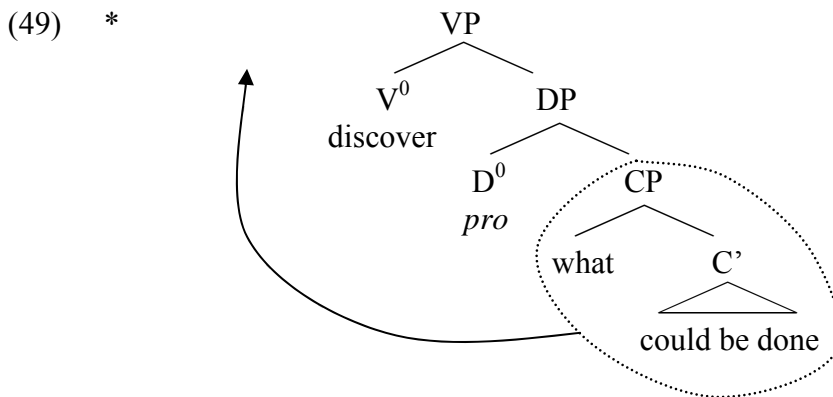 (49) * VP
V⁰ DP
discover
D⁰ CP
pro
what C’
could be done